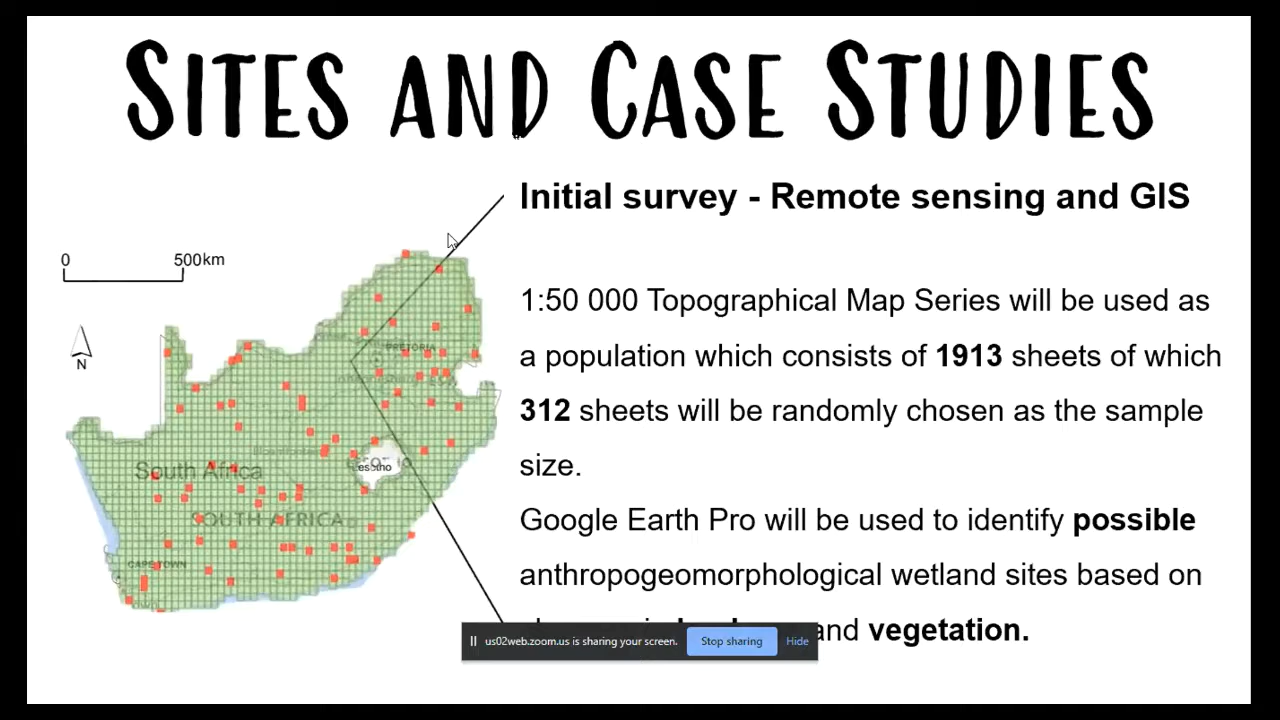 SITES AND CASE STUDIES
Initial survey - Remote sensing and GIS
0 500km
N
1:50 000 Topographical Map Series will be used as
a population which consists of 1913 sheets of which
312 sheets will be randomly chosen as the sample
size.
Google Earth Pro will be used to identify possible
anthropogeomorphological wetland sites based on
and vegetation.
PRETORIA
South Africa
Lesotho
SOUTH AFRICA
CAPE TOWN
us02web.zoom.us is sharing your screen. Stop sharing Hide